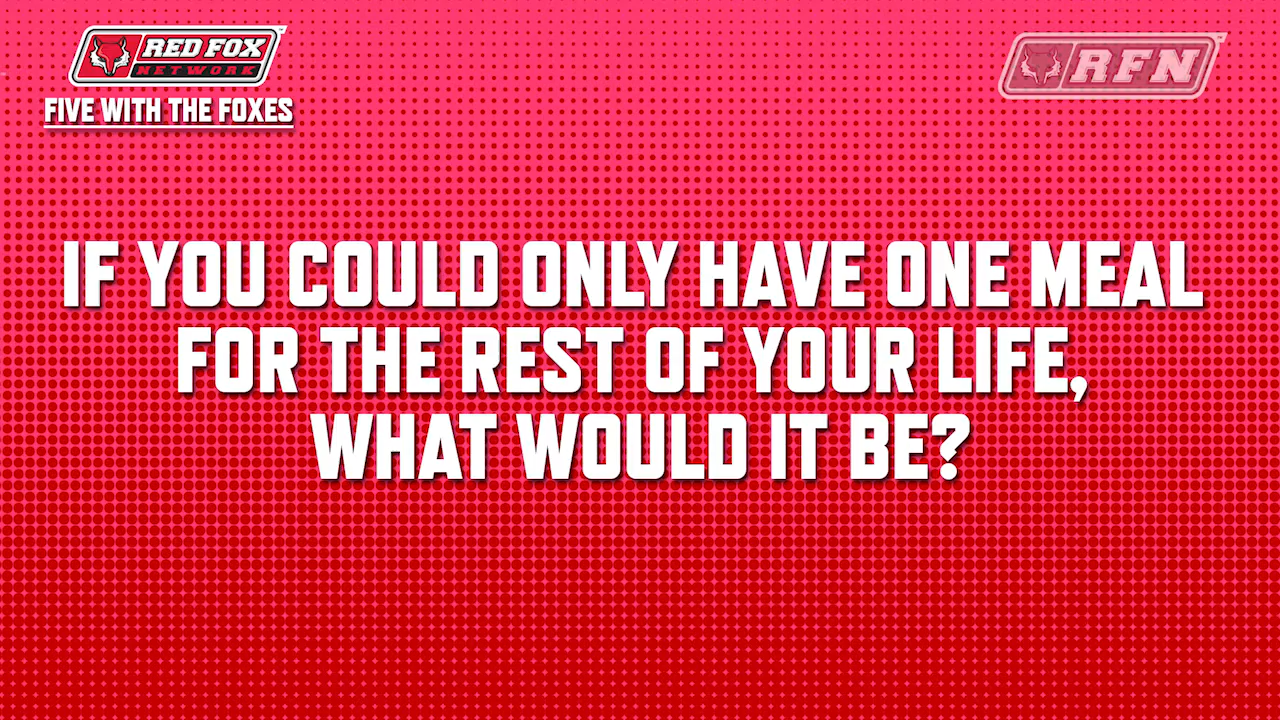 RED FOX
NETWORK
FIVE WITH THE FOXES
RFN
IF YOU COULD ONLY HAVE ONE MEAL
FOR THE REST OF YOUR LIFE,
WHAT WOULD IT BE?